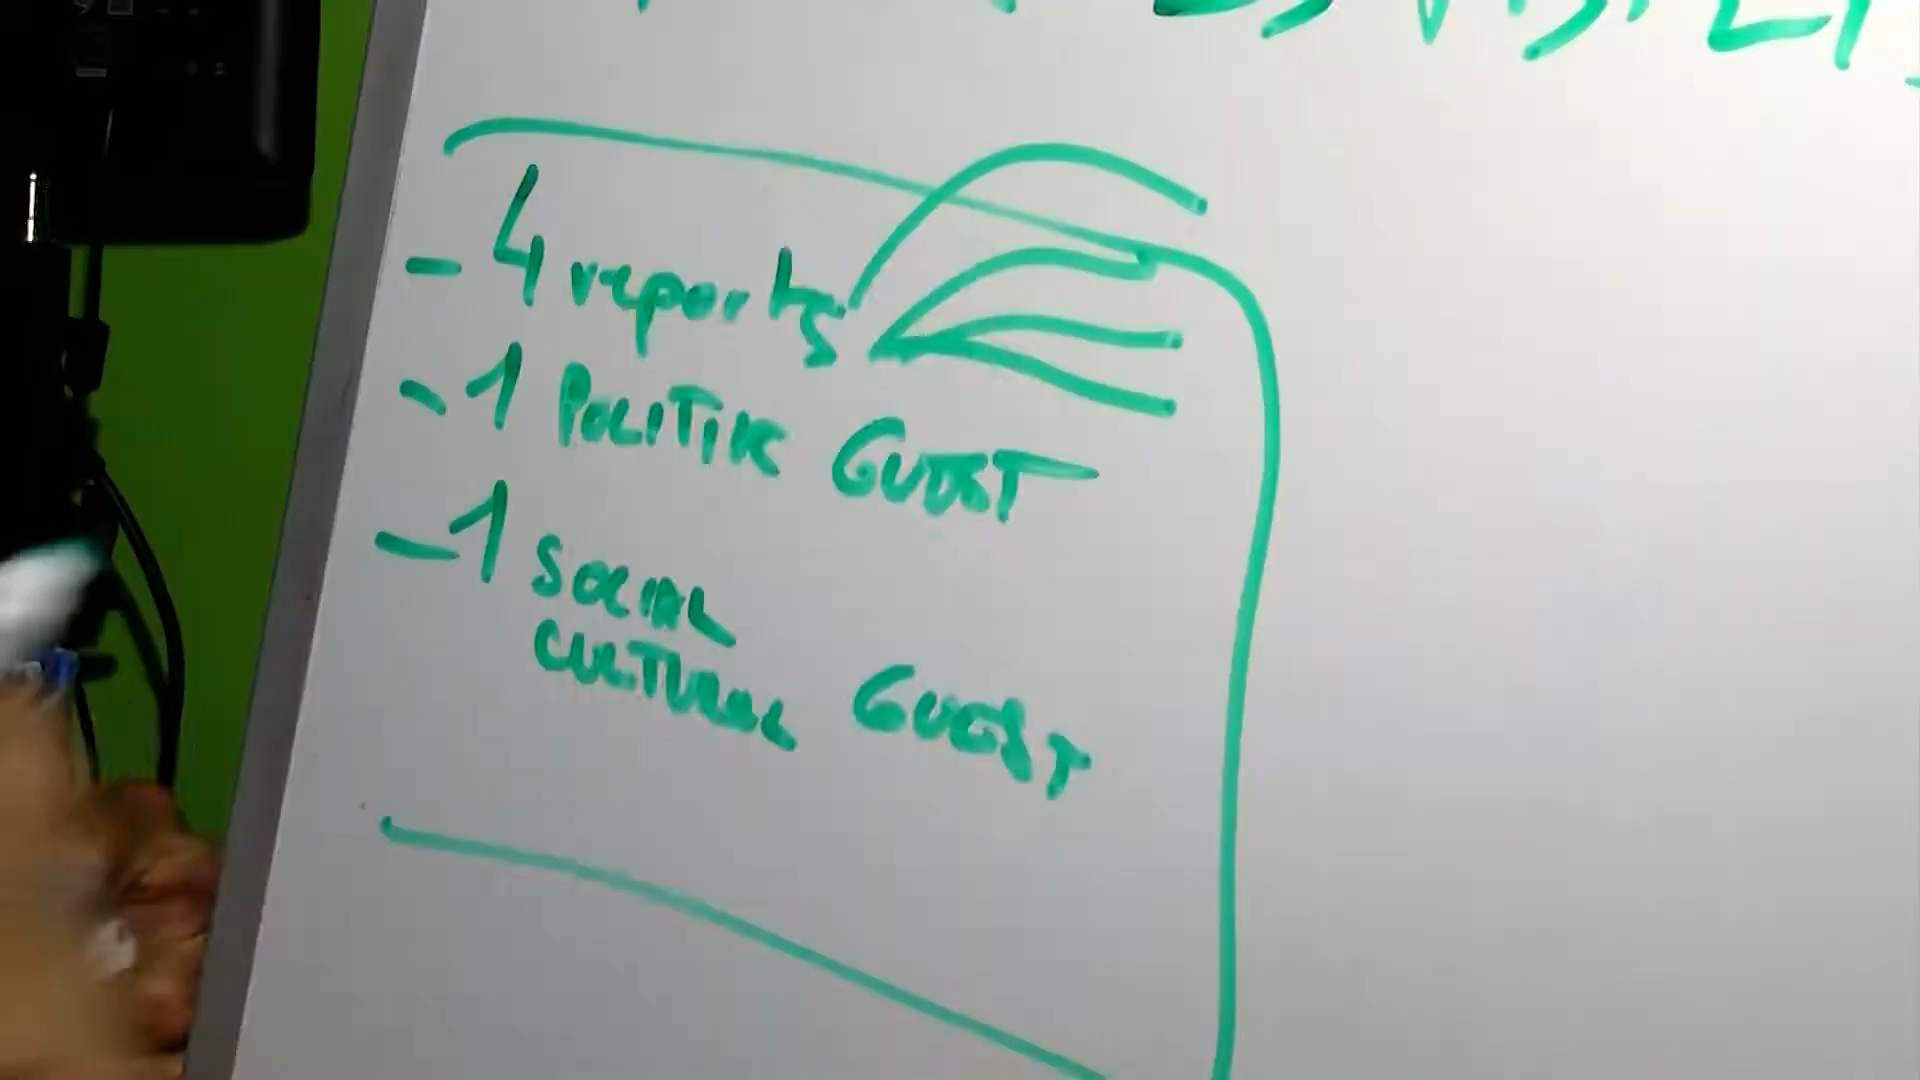 - 4 reports
- 1 POLITIK GUEST
- 1 SOCIAL
CULTURAL GUEST